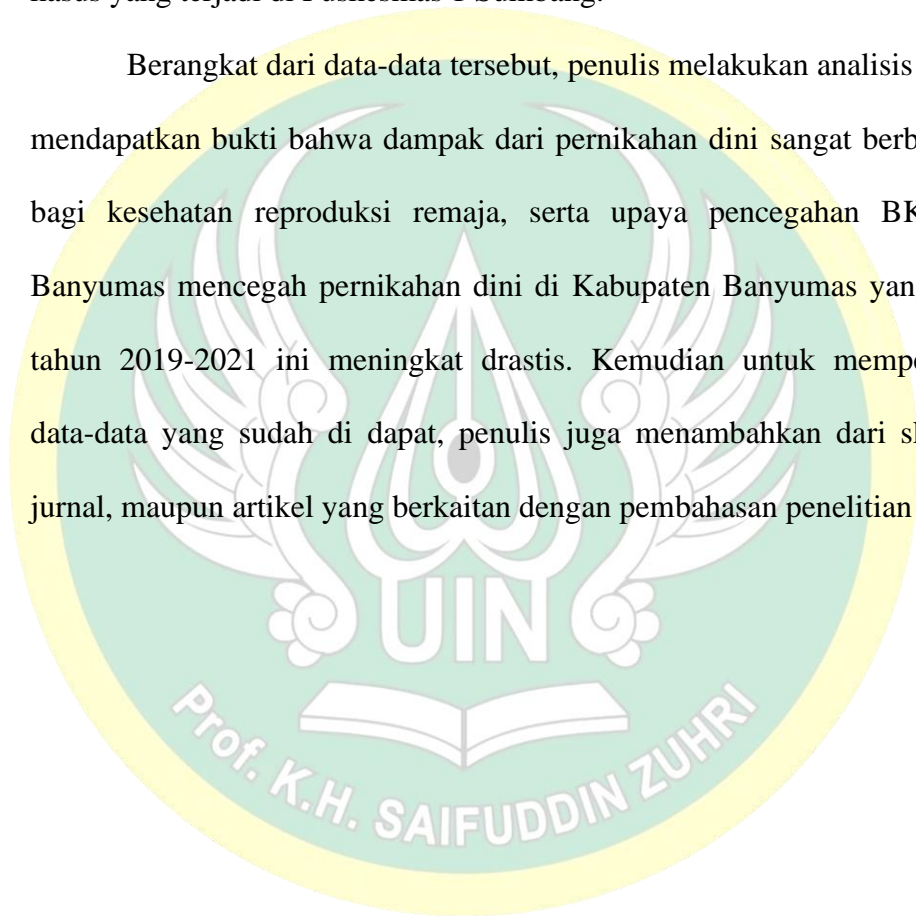 kasus yang terjadi di Puskesmas 1 Sumbang.
Berangkat dari data-data tersebut, penulis melakukan analisis
mendapatkan bukti bahwa dampak dari pernikahan dini sangat berb
bagi kesehatan reproduksi remaja, serta upaya pencegahan BK
Banyumas mencegah pernikahan dini di Kabupaten Banyumas yan
tahun 2019-2021 ini meningkat drastis. Kemudian untuk mempe
data-data yang sudah di dapat, penulis juga menambahkan dari s
jurnal, maupun artikel yang berkaitan dengan pembahasan penelitian
UIN
Prof. K.H. SAIFUDDIN ZUHRI